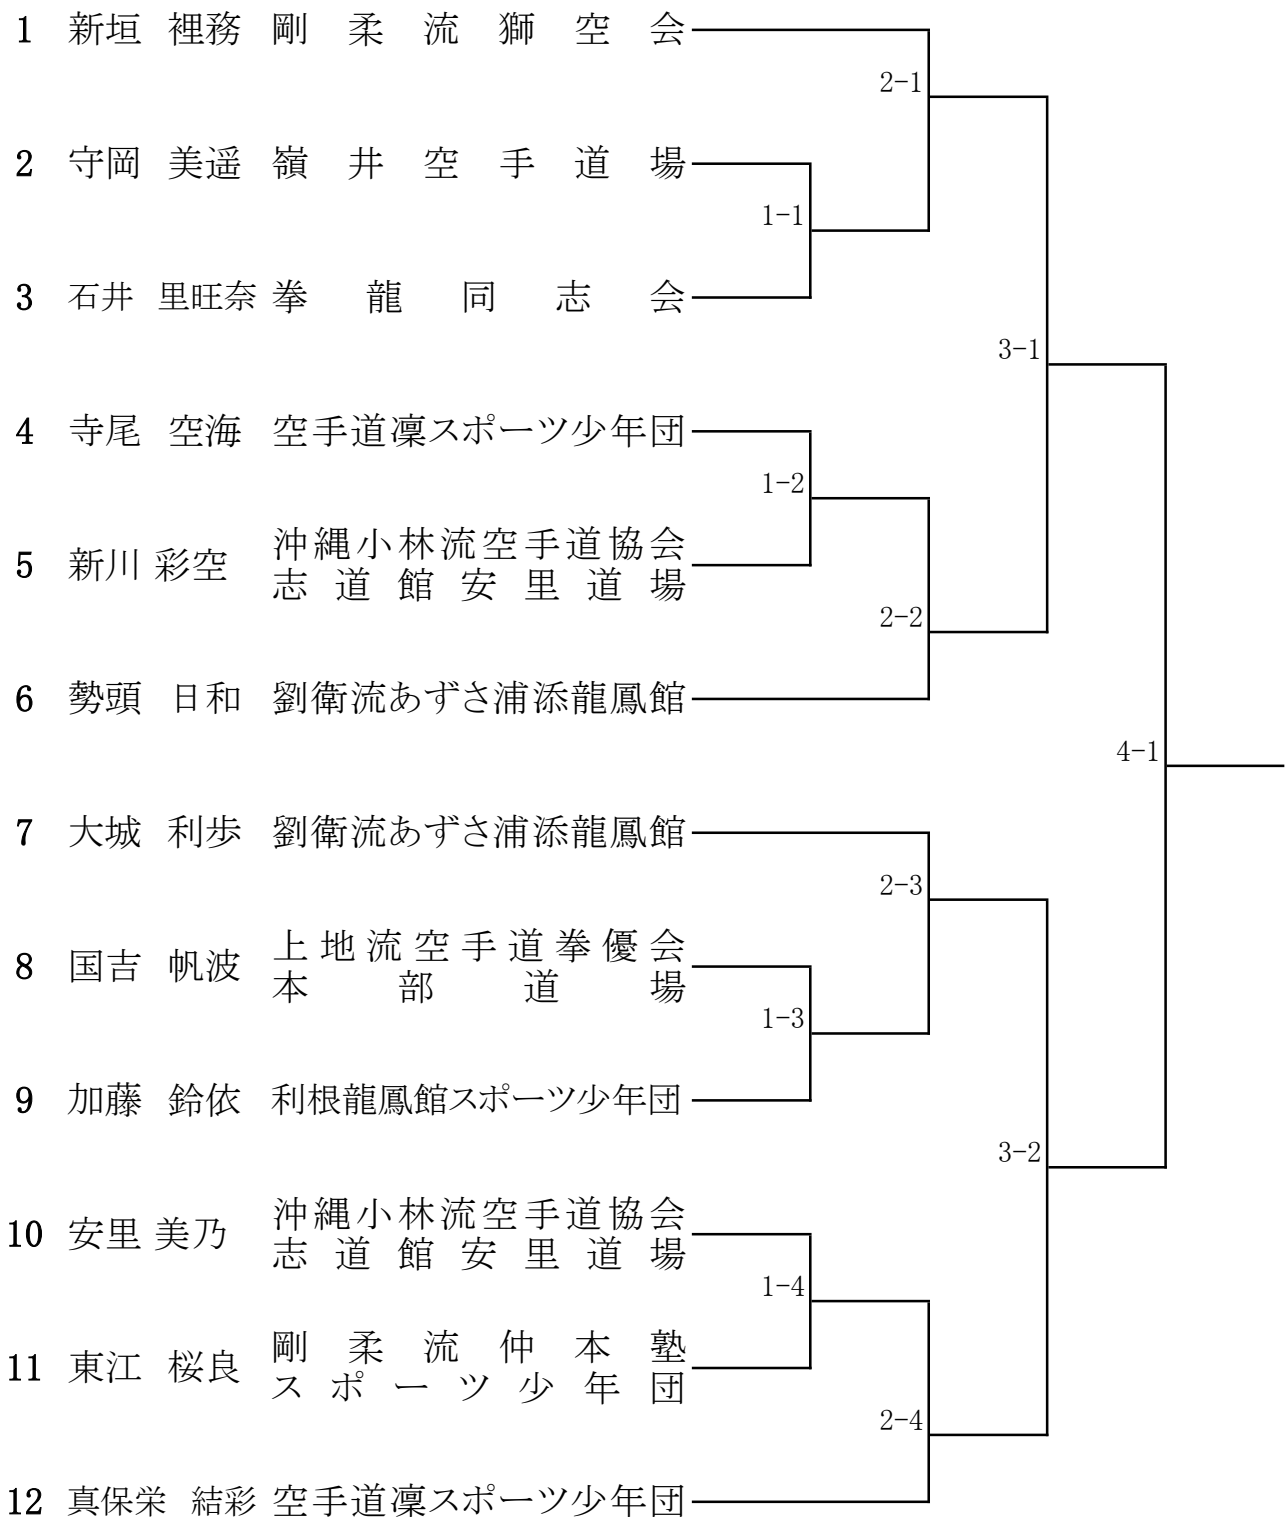 1 新垣 裡務 剛柔流獅空会
2-1
2 守岡 美遥 嶺井空手道場
1-1
3 石井 里旺奈 拳龍同志会
3-1
4 寺尾 空海 空手道凜スポーツ少年団
1-2
5 新川 彩空 沖縄小林流空手道協会
志道館安里道場
2-2
6 勢頭 日和 劉衛流あずさ浦添龍鳳館
4-1
7 大城 利歩 劉衛流あずさ浦添龍鳳館
2-3
8 国吉 帆波 上地流空手道拳優会
本部道場
1-3
9 加藤 鈴依 利根龍鳳館スポーツ少年団
3-2
10 安里 美乃 沖縄小林流空手道協会
志道館安里道場
1-4
11 東江 桜良 剛柔流仲本塾
スポーツ少年団
2-4
12 真保栄 結彩 空手道凜スポーツ少年団